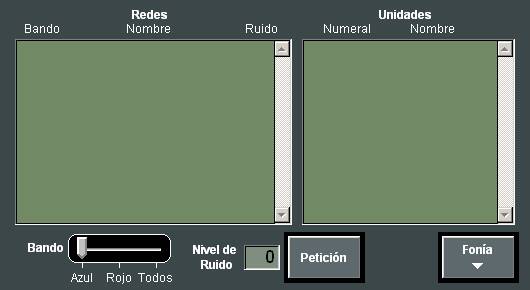 Redes Unidades
Bando Nombre Ruido Numeral Nombre
Bando Nivel de Ruido 0 Petición Fonía
Azul Rojo Todos